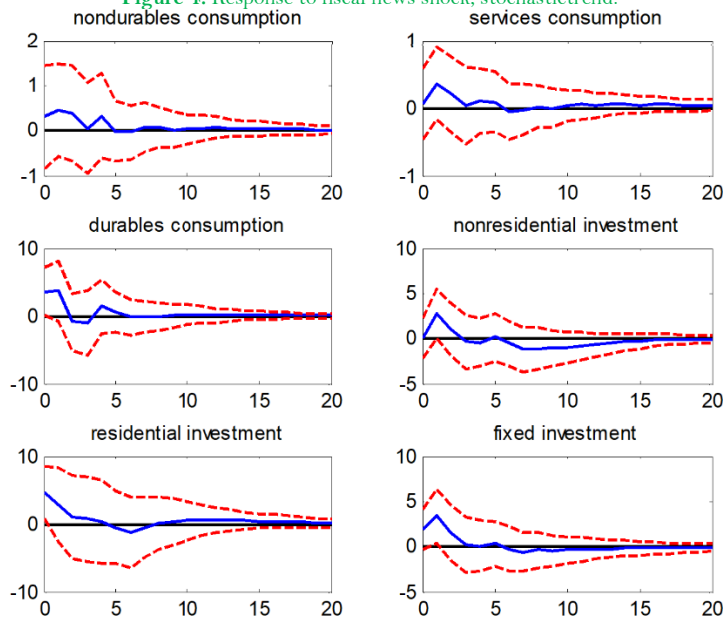 Figure 4. Response to fiscal news shock, stochastictrend.
nondurables consumption
services consumption
2
1
0
-1
0 5 10 15 20
1
0
1
0 5 10 15 20
durables consumption
nonresidential investment
10
0
-10
0 5 10 15 20
10
5
0
-5
0 5 10 15 20
residential investment
fixed investment
10
0
-10
0 5 10 15 20
10
5
0
-5
0 5 10 15 20